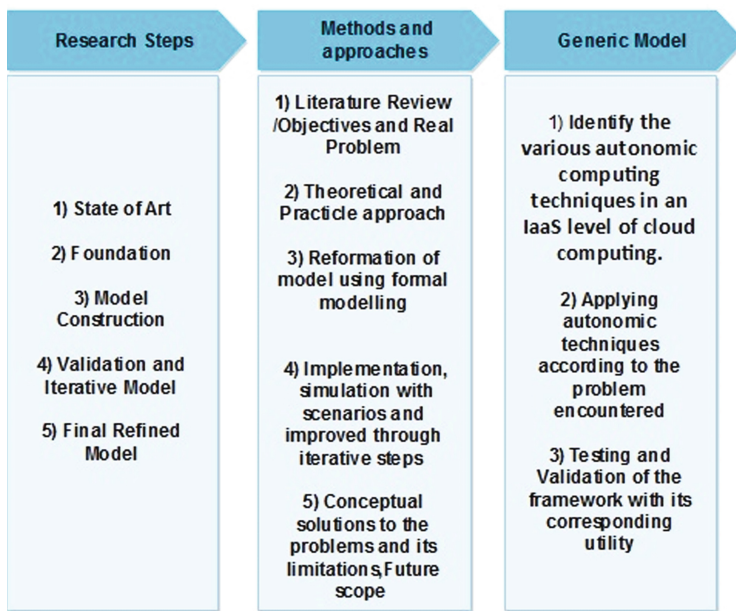 Research Steps
Methods and
approaches
Generic Model
1) State of Art
2) Foundation
3) Model
Construction
4) Validation and
Iterative Model
5) Final Refined
Model
1) Literature Review
/Objectives and Real
Problem
2) Theoretical and
Practicle approach
3) Reformation of
model using formal
modelling
4) Implementation,
simulation with
scenarios and
improved through
iterative steps
5) Conceptual
solutions to the
problems and its
limitations,Future
scope
1) Identify the
various autonomic
computing
techniques in an
IaaS level of cloud
computing.
2) Applying
autonomic
techniques
according to the
problem
encountered
3) Testing and
Validation of the
framework with its
corresponding
utility